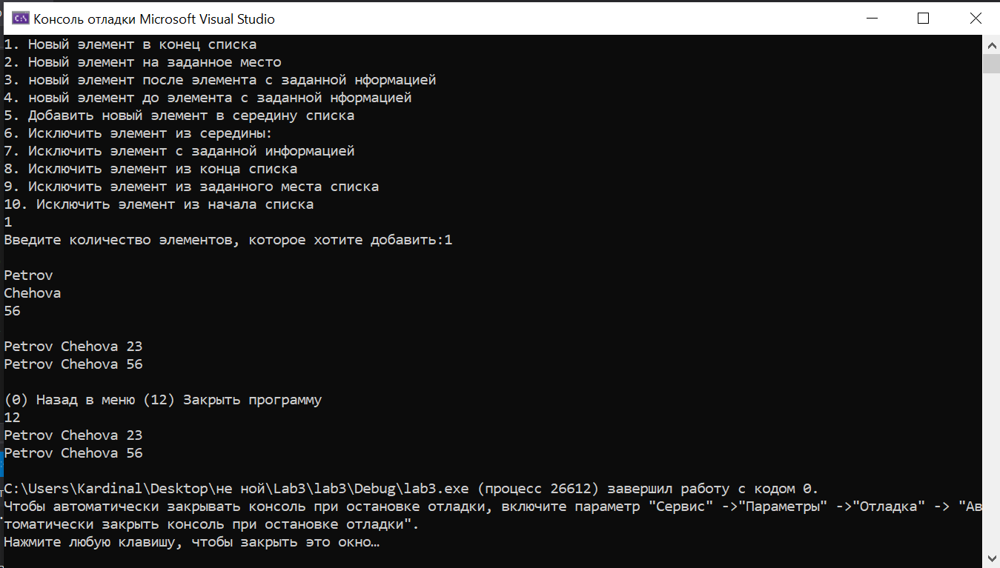 Консоль отладки Microsoft Visual Studio
1. Новый элемент в конец списка
2. Новый элемент на заданное место
3. новый элемент после элемента с заданной нформацией
4. новый элемент до элемента с заданной нформацией
5. Добавить новый элемент в середину списка
6. Исключить элемент из середины:
7. Исключить элемент с заданной информацией
8. Исключить элемент из конца списка
9. Исключить элемент из заданного места списка
10. Исключить элемент из начала списка
1
Введите количество элементов, которое хотите добавить:1
Petrov
Chehova
56
Petrov Chehova 23
Petrov Chehova 56
(0) Назад в меню (12) Закрыть программу
12
Petrov Chehova 23
Petrov Chehova 56
C:\Users\Kardinal\Desktop\не ной\Lab3\lab3\Debug\lab3.exe (процесс 26612) завершил работу с кодом 0.
Чтобы автоматически закрывать консоль при остановке отладки, включите параметр "Сервис" ->"Параметры" ->"Отладка" -> "Ав
томатически закрыть консоль при остановке отладки".
Нажмите любую клавишу, чтобы закрыть это окно…